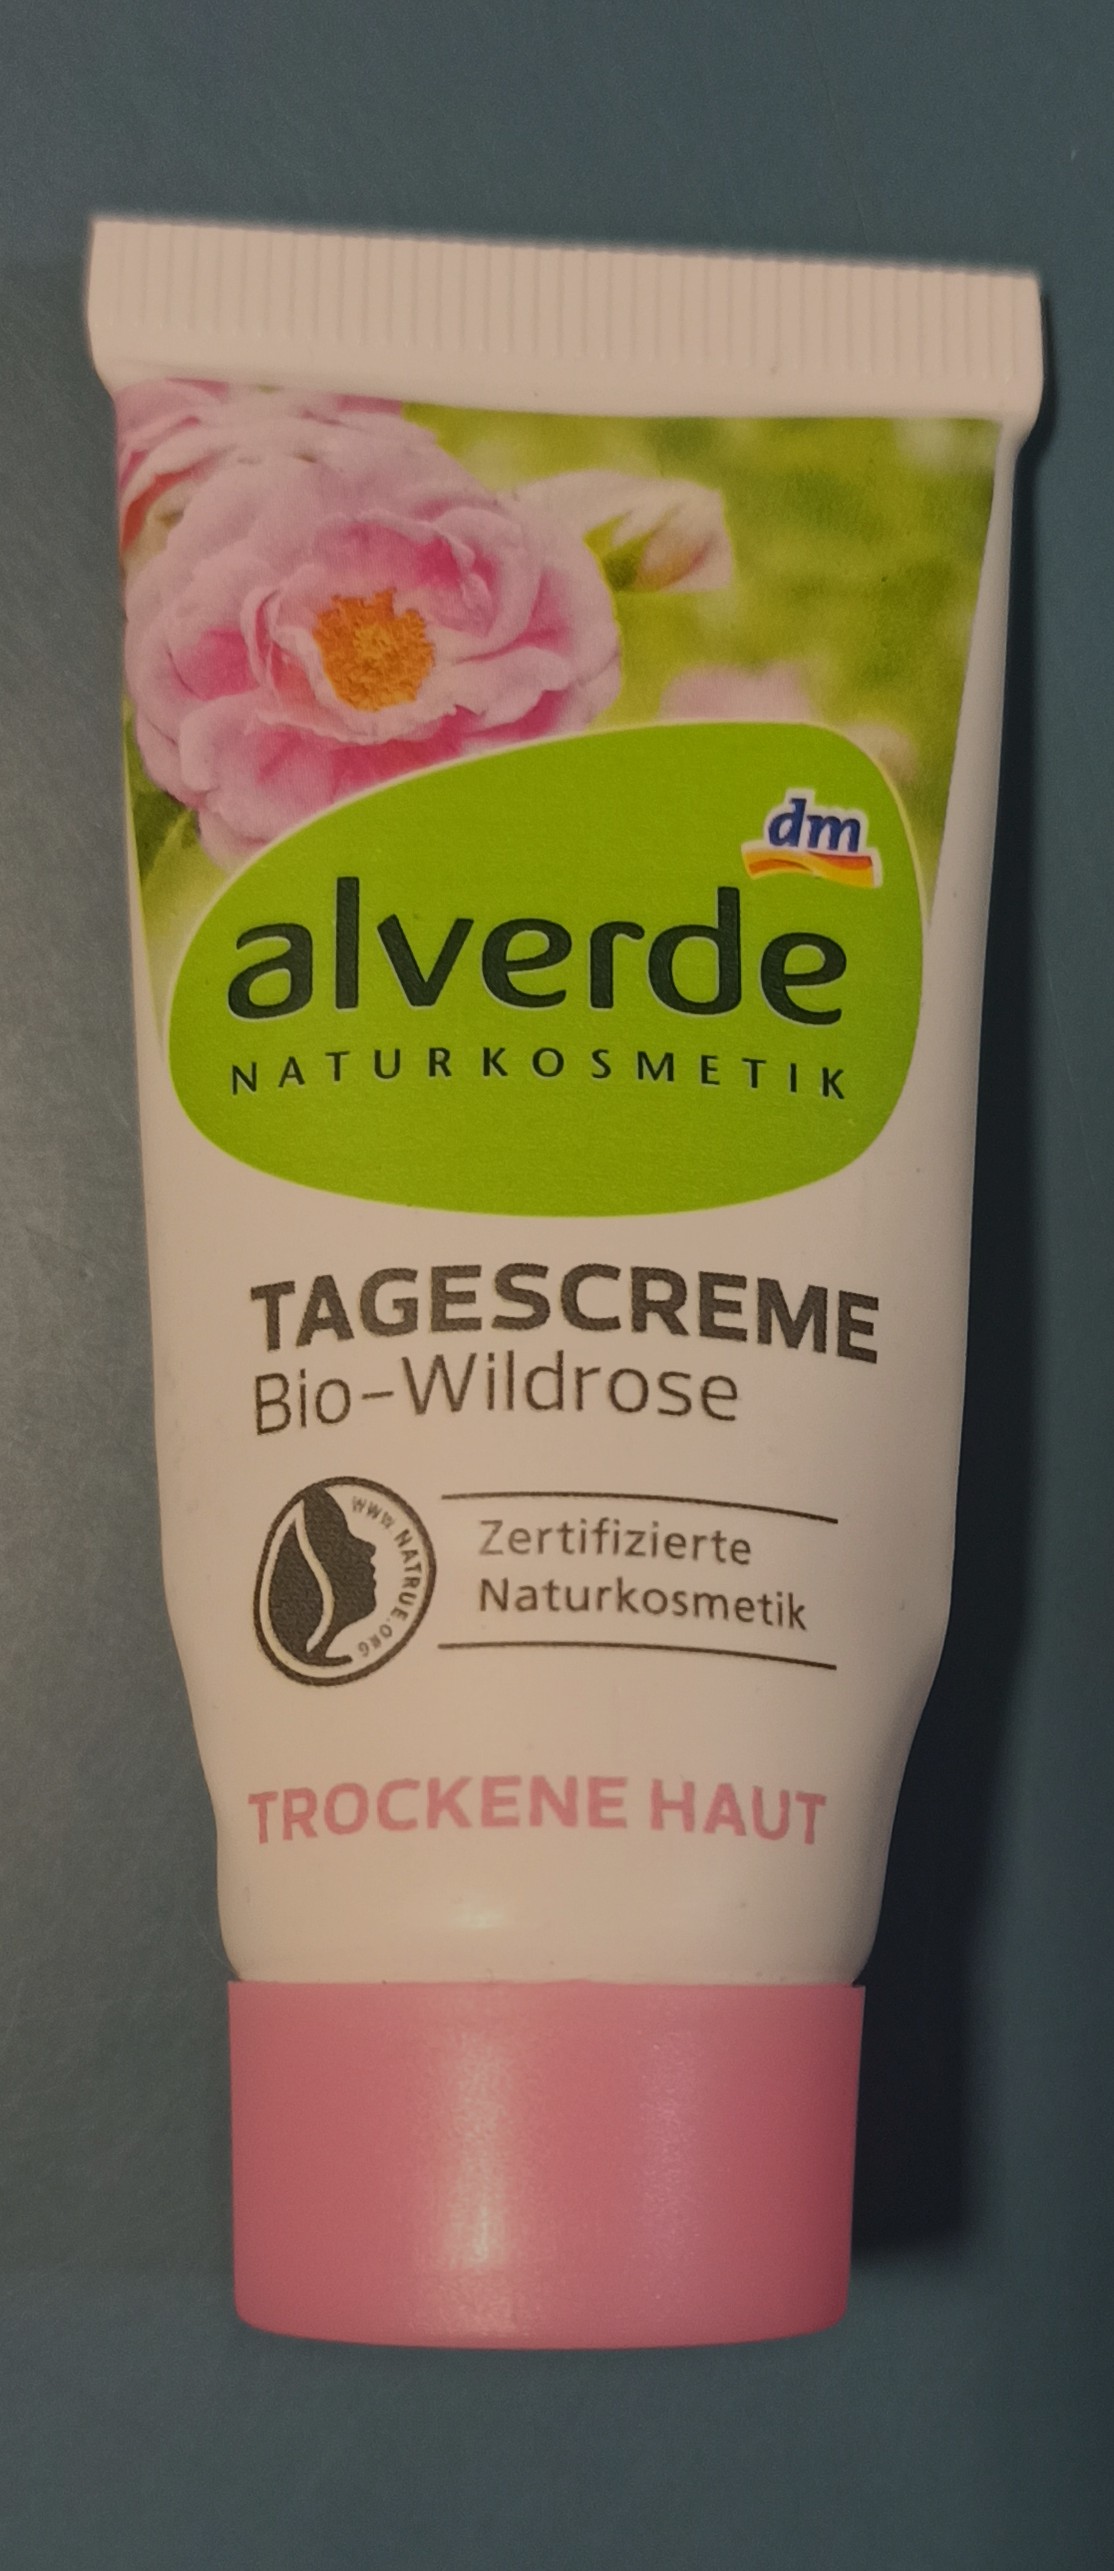 dm
alverde
NATURKOSMETIK
TAGESCREME
Bio-Wildrose
WWW.NATRUE.ORG
Zertifizierte
Naturkosmetik
TROCKENE HAUT